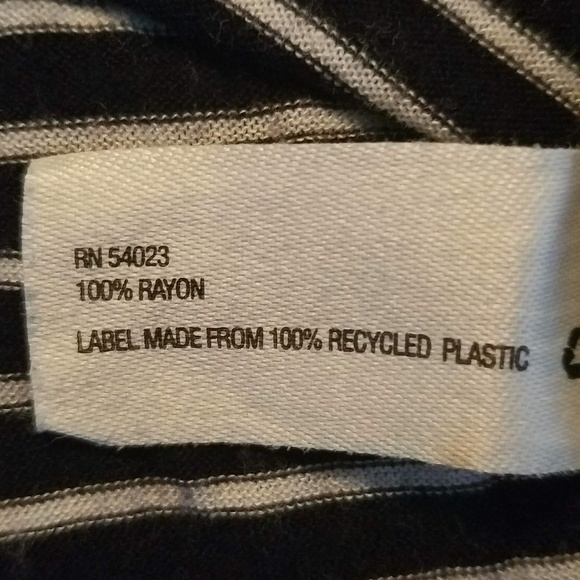 RN 54023
100% RAYON
LABEL MADE FROM 100% RECYCLED PLASTIC